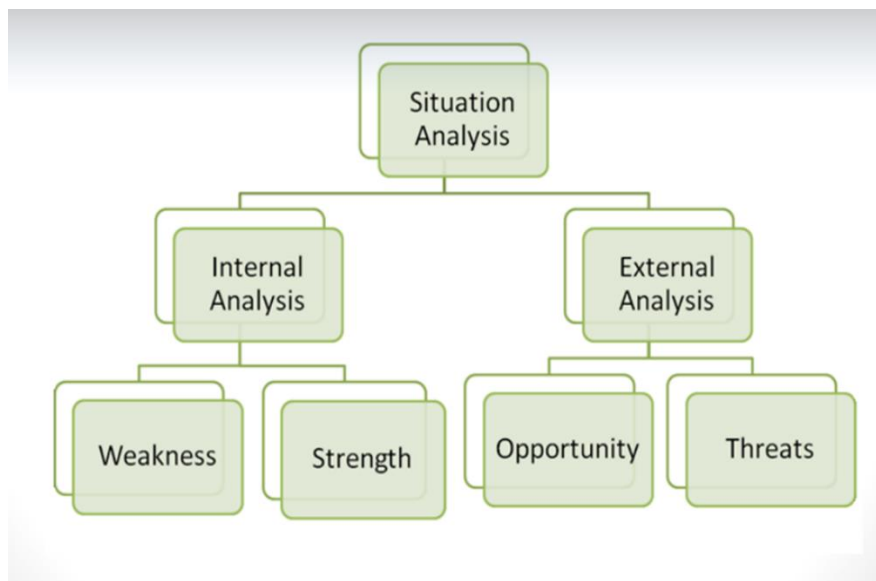 Situation
Analysis
Internal
Analysis
External
Analysis
Weakness
Strength
Opportunity
Threats